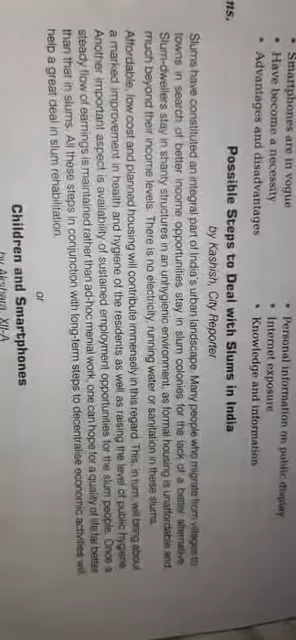 ns,
• Smartphones are in vogue
• Have become a necessity
• Advantages and disadvantages
• Personal information on public display
• Internet exposure
• Knowledge and information
Possible Steps to Deal with Slums in India
by Kashish, City Reporter
Slums have constituted an integral part of India's urban landscape. Many people who migrate from villages to
towns in search of better income opportunities stay in slum colonies for the lack of a better alternative.
Slum-dwellers stay in shanty structures in an unhygienic environment, as formal housing is unaffordable and
much beyond their income levels. There is no electricity, running water or sanitation in these slums.
Affordable, low cost and planned housing will contribute immensely in this regard. This, in turn, will bring about
a marked improvement in health and hygiene of the residents as well as raising the level of public hygiene.
Another important aspect is availability of sustained employment opportunities for the slum people. Once a
steady flow of earnings is maintained rather than ad-hoc menial work, one can hope for a quality of life far better
than that in slums. All these steps in conjunction with long-term steps to decentralise economic activities will
help a great deal in slum rehabilitation.
or
Children and Smartphones
by Akshara, XII-A